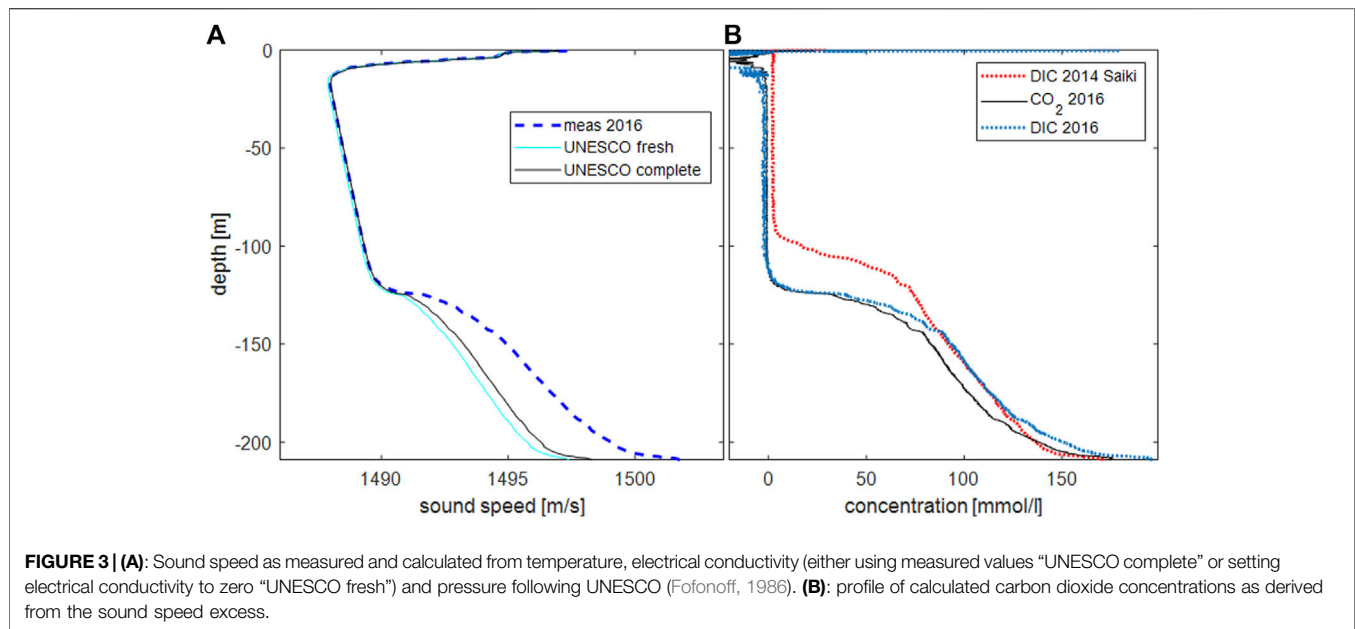 A
B
0
-50
-100
-150
-200
depth [m]
meas 2016
UNESCO fresh
UNESCO complete
1490
1495
1500
sound speed [m/s]
DIC 2014 Saiki
CO2 2016
DIC 2016
0
50
100
150
concentration [mmol/l]
FIGURE 3 | (A): Sound speed as measured and calculated from temperature, electrical conductivity (either using measured values “UNESCO complete” or setting
electrical conductivity to zero “UNESCO fresh”) and pressure following UNESCO (Fofonoff, 1986). (B): profile of calculated carbon dioxide concentrations as derived
from the sound speed excess.